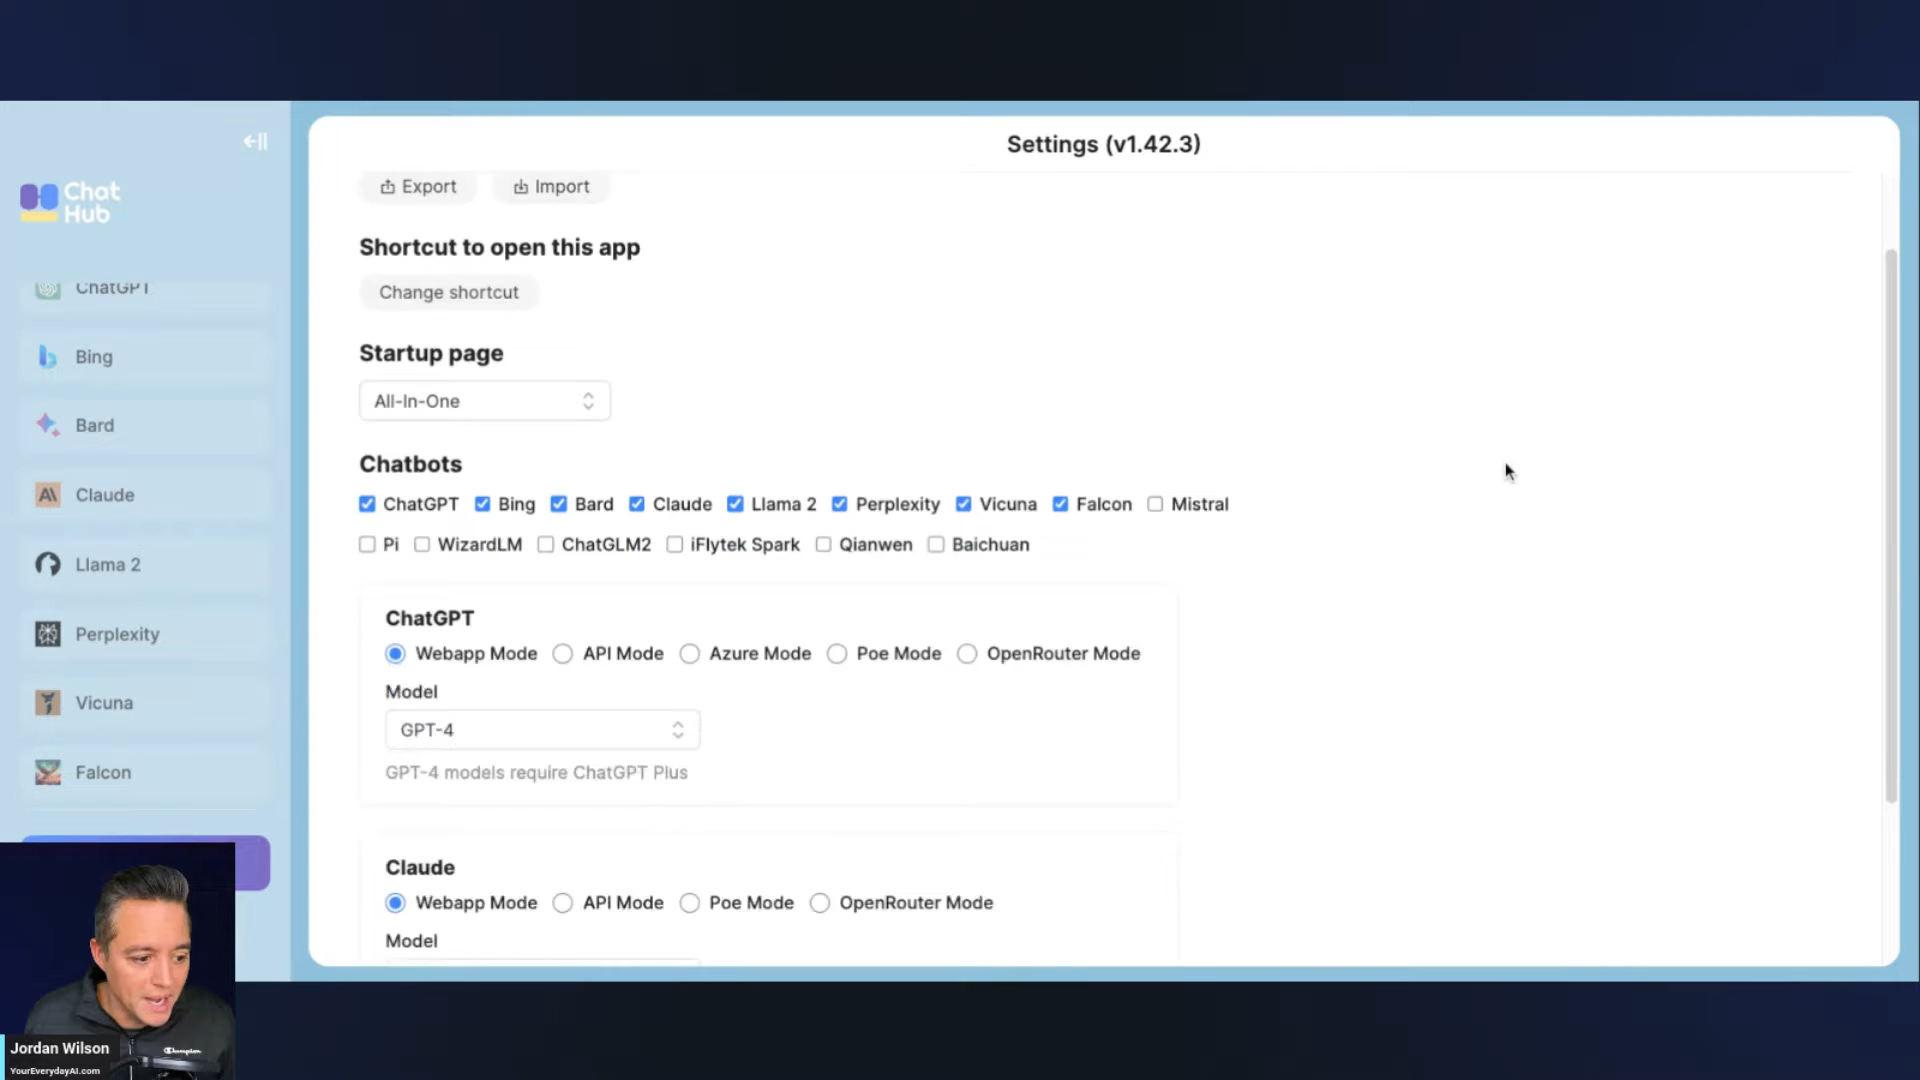 Settings (v1.42.3)
Chat
Hub
ChatGPT
Bing
Bard
Claude
Llama 2
Perplexity
Vicuna
Falcon
Export Import
Shortcut to open this app
Change shortcut
Startup page
All-In-One
Chatbots
ChatGPT Bing Bard Claude Llama 2 Perplexity Vicuna Falcon Mistral
Pi WizardLM ChatGLM2 iFlytek Spark Qianwen Baichuan
ChatGPT
Webapp Mode API Mode Azure Mode Poe Mode OpenRouter Mode
Model
GPT-4
GPT-4 models require ChatGPT Plus
Claude
Webapp Mode API Mode Poe Mode OpenRouter Mode
Model
Champion
Jordan Wilson
YourEverydayAI.com